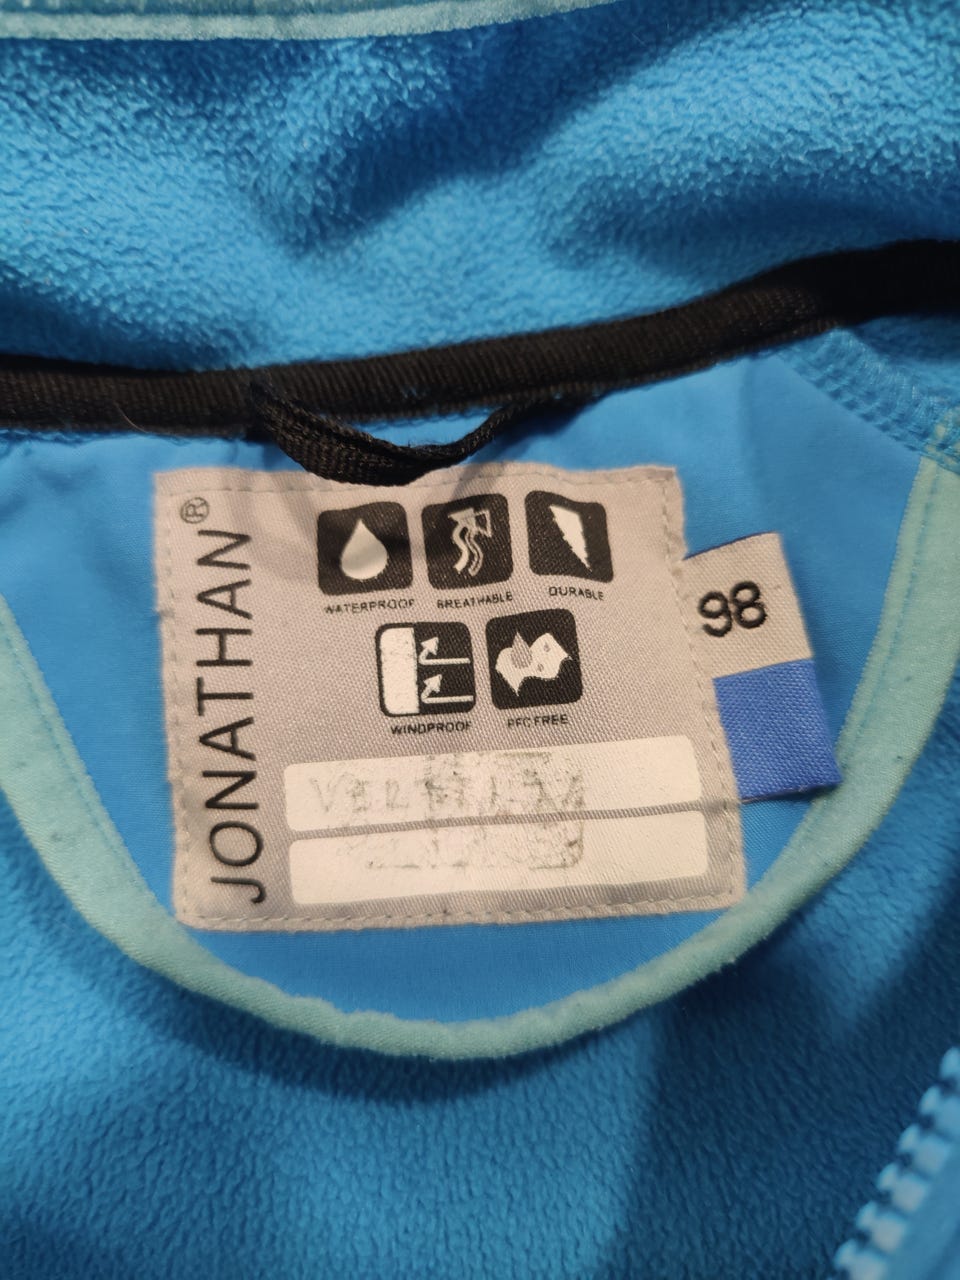 JONATHAN®
WATERPROOF BREATHABLE DURABLE
WINDPROOF PFC FREE
98